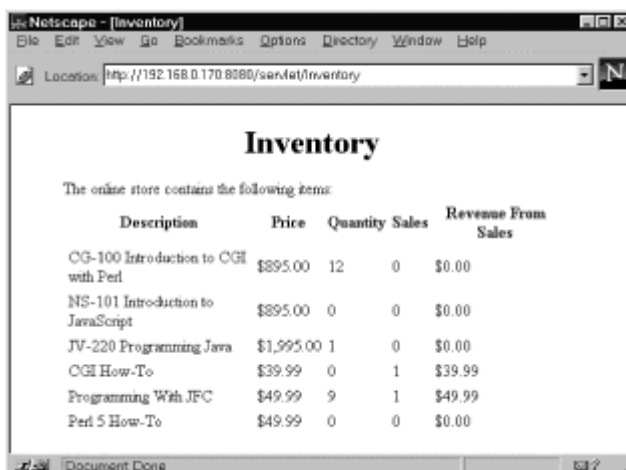 Netscape - [Inventory]
File Edit View Go Bookmarks Options Directory Window Help
Location: http://192.168.0.170:8080/servlet/Inventory
N
Inventory
The online store contains the following items:
Description Price Quantity Sales Revenue From Sales
CG-100 Introduction to CGI with Perl $895.00 12 0 $0.00
NS-101 Introduction to JavaScript $895.00 0 0 $0.00
JV-220 Programming Java $1,995.00 1 0 $0.00
CGI How-To $39.99 0 1 $39.99
Programming With JFC $49.99 9 1 $49.99
Perl 5 How-To $49.99 0 0 $0.00
Document Done